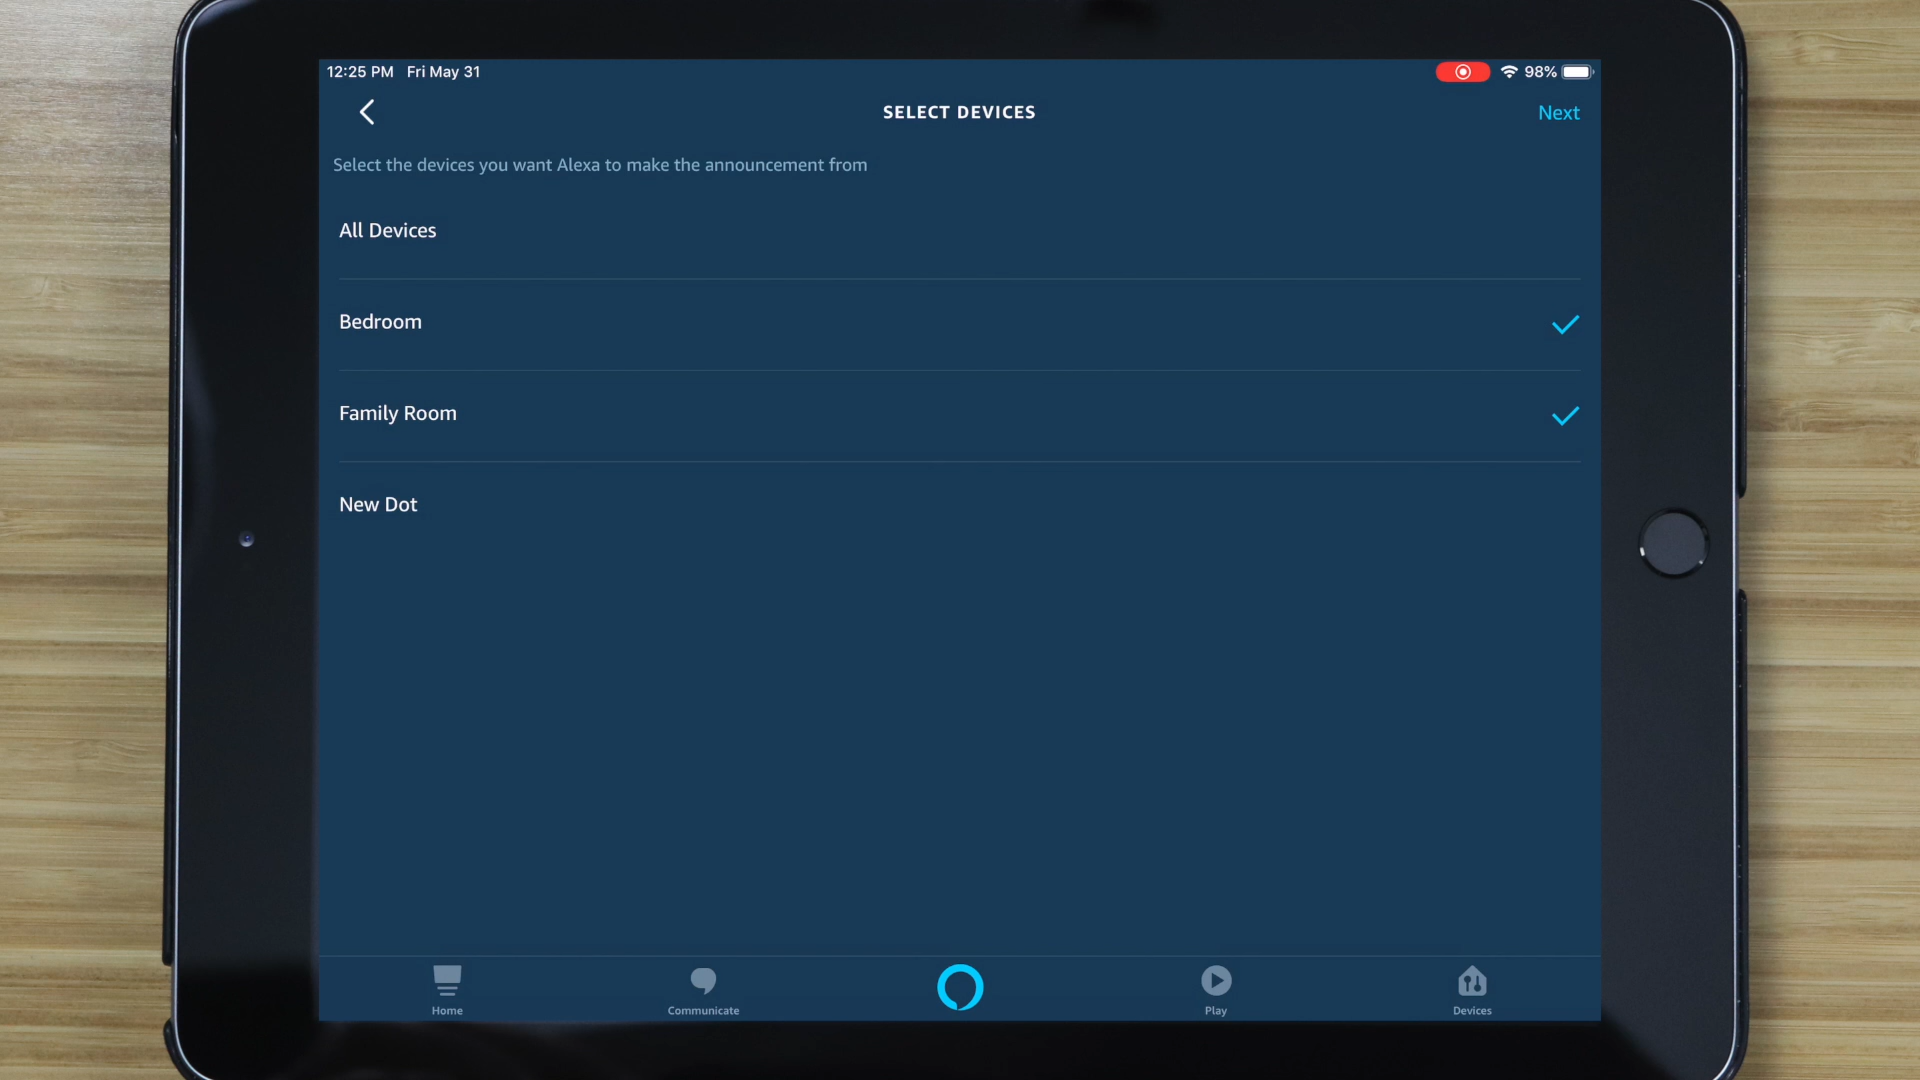 12:25 PM Fri May 31 98%
SELECT DEVICES Next
Select the devices you want Alexa to make the announcement from
All Devices
Bedroom
Family Room
New Dot
Home Communicate Play Devices